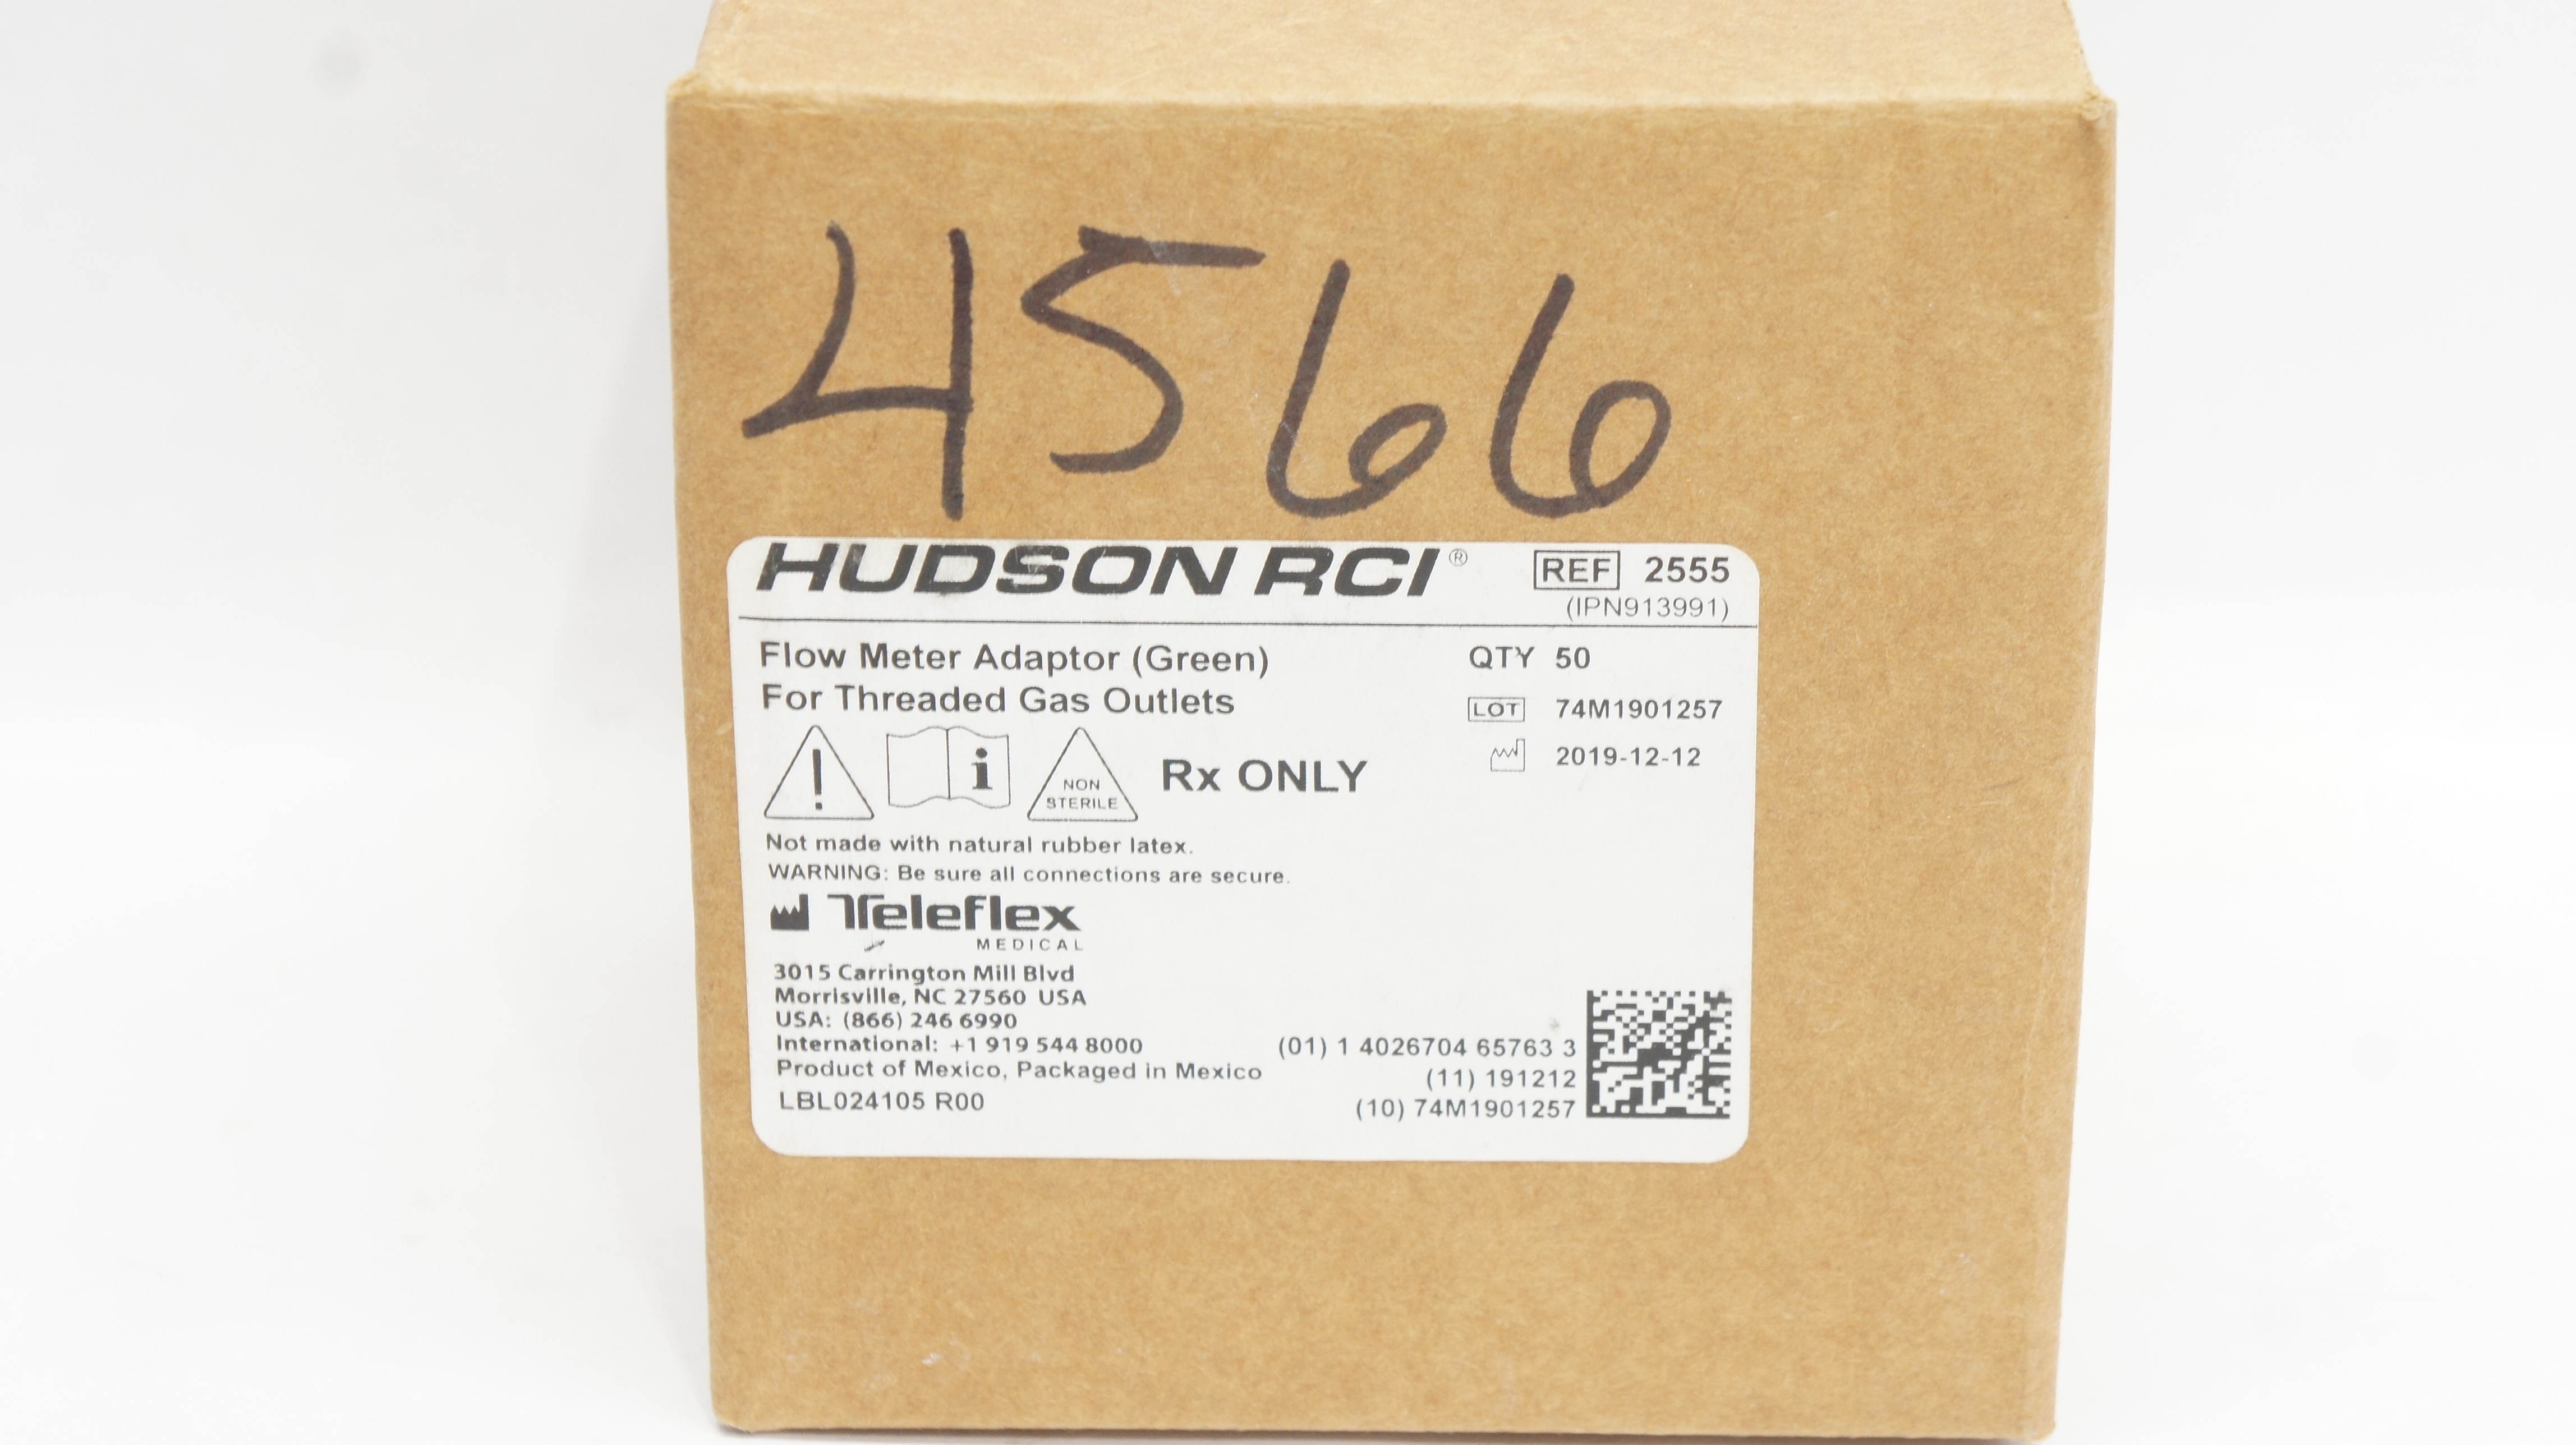 4566
HUDSON RCI®
REF 2555
(IPN913991)
Flow Meter Adaptor (Green)
For Threaded Gas Outlets
QTY 50
LOT 74M1901257
2019-12-12
! i NON STERILE Rx ONLY
Not made with natural rubber latex.
WARNING: Be sure all connections are secure.
Teleflex
MEDICAL
3015 Carrington Mill Blvd
Morrisville, NC 27560 USA
USA: (866) 246 6990
International: +1 919 544 8000
Product of Mexico, Packaged in Mexico
LBL024105 R00
(01) 1 4026704 65763 3
(11) 191212
(10) 74M1901257